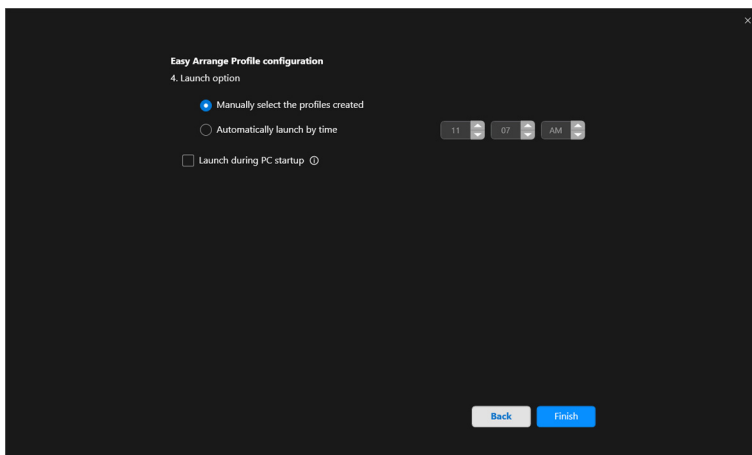 Easy Arrange Profile configuration
4. Launch option
Manually select the profiles created
Automatically launch by time 11 07 AM
Launch during PC startup
Back Finish